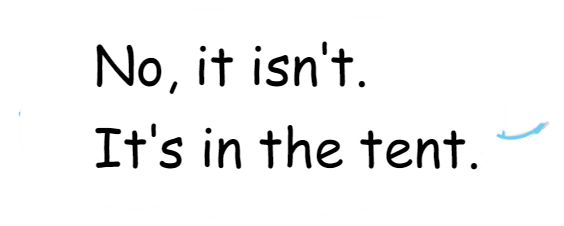 No, it isn't.
It's in the tent.